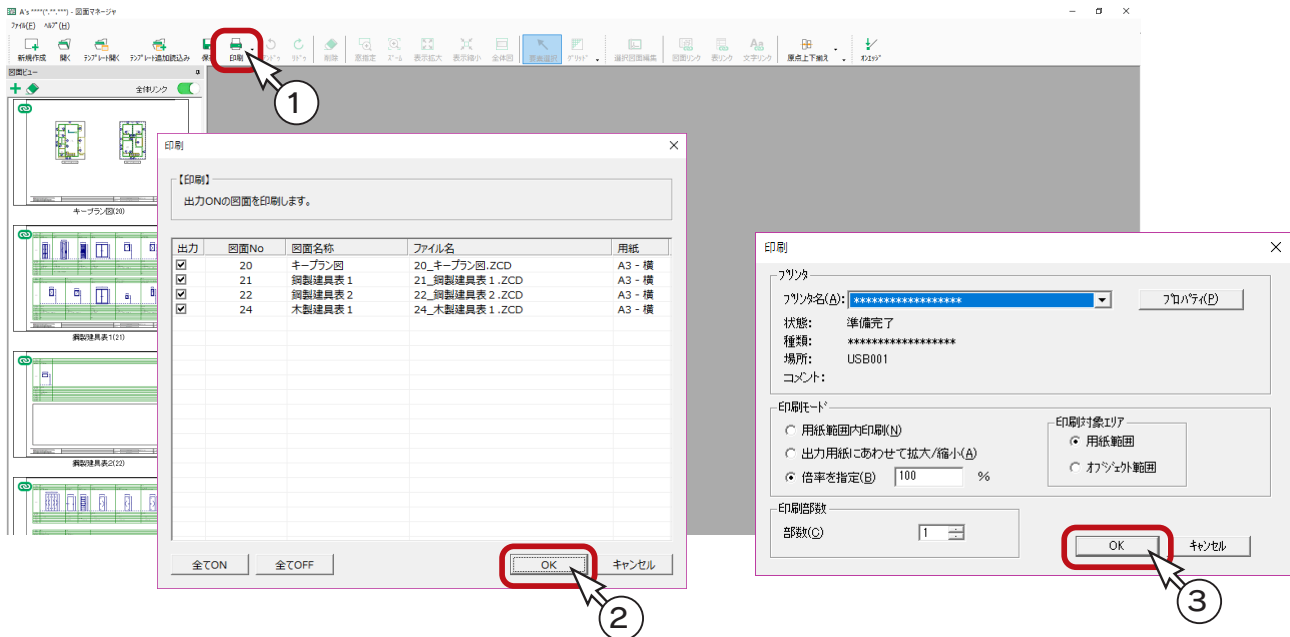 A's ****(*.**.***) - 図面マネージャ
ファイル(F) ヘルプ(H)
新規作成 開く テンプレート開く テンプレート追加読込み 保存 印刷 アンドゥ リドゥ 削除 窓指定 ズーム 表示拡大 表示縮小 全体図 要素選択 グリッド 選択図面編集 図面リンク 表リンク 文字リンク 原点上下揃え オンエッジ
図面ビュー
全体リンク
キープラン図(20)
鋼製建具表1(21)
鋼製建具表2(22)
①
印刷
【印刷】
出力ONの図面を印刷します。
出力 図面No 図面名称 ファイル名 用紙
20 キープラン図 20_キープラン図.ZCD A3 - 横
21 鋼製建具表1 21_鋼製建具表1.ZCD A3 - 横
22 鋼製建具表2 22_鋼製建具表2.ZCD A3 - 横
24 木製建具表1 24_木製建具表1.ZCD A3 - 横
全てON 全てOFF OK キャンセル
②
印刷
プリンタ
プリンタ名(A): ****************** プロパティ(P)
状態: 準備完了
種類: ******************
場所: USB001
コメント:
印刷モード
用紙範囲内印刷(N)
出力用紙にあわせて拡大/縮小(A)
倍率を指定(B) 100 %
印刷対象エリア
用紙範囲
オブジェクト範囲
印刷部数
部数(C) 1
OK キャンセル
③